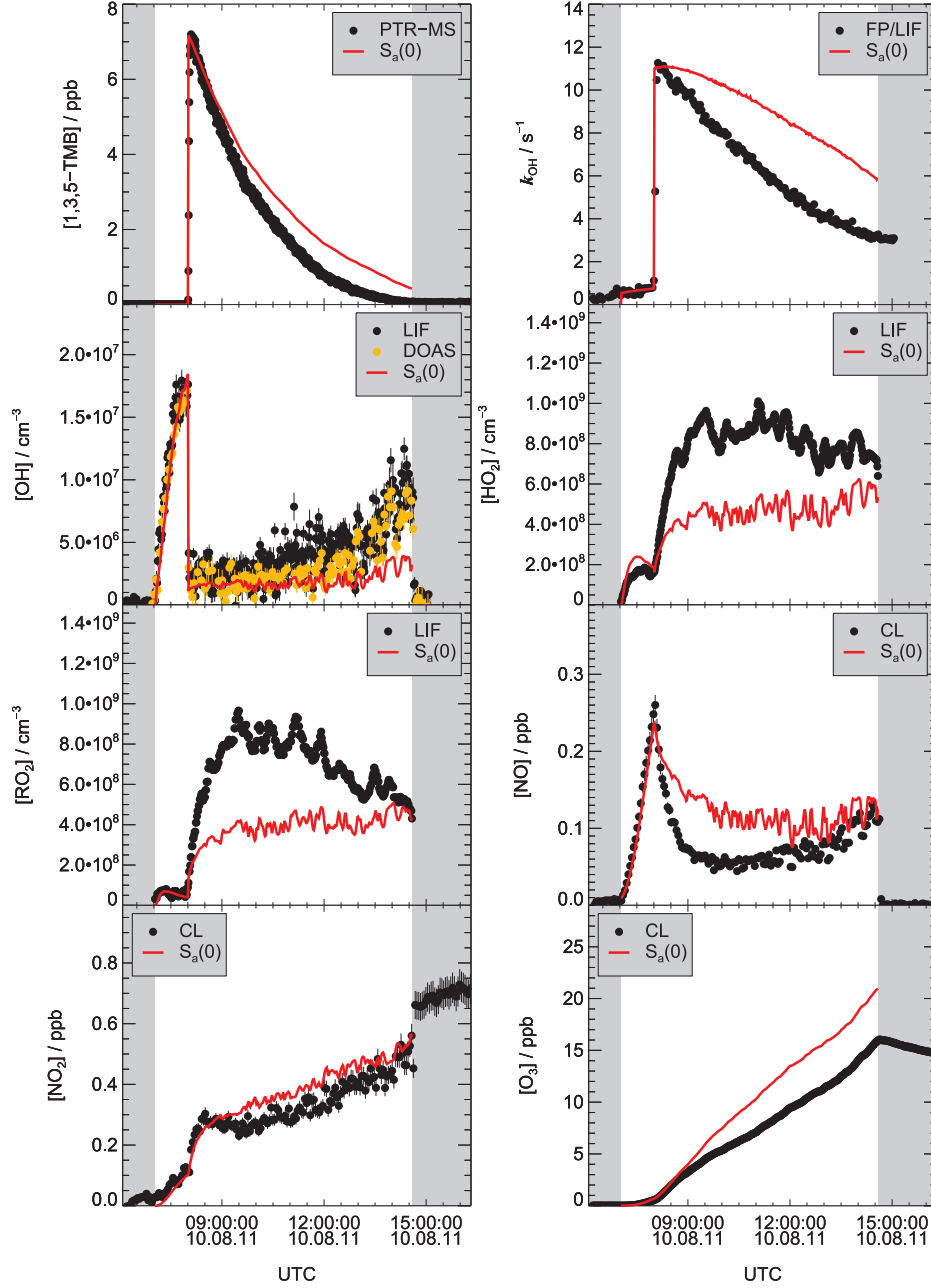 PTR−MS
Sₐ(0)
8
6
4
2
0
[1,3,5−TMB] / ppb
FP/LIF
Sₐ(0)
14
12
10
8
6
4
2
0
k_OH / s⁻¹
LIF
DOAS
Sₐ(0)
2.0•10⁷
1.5•10⁷
1.0•10⁷
5.0•10⁶
0
[OH] / cm⁻³
LIF
Sₐ(0)
1.4•10⁹
1.2•10⁹
1.0•10⁹
8.0•10⁸
6.0•10⁸
4.0•10⁸
2.0•10⁸
0
[HO₂] / cm⁻³
LIF
Sₐ(0)
1.4•10⁹
1.2•10⁹
1.0•10⁹
8.0•10⁸
6.0•10⁸
4.0•10⁸
2.0•10⁸
0
[RO₂] / cm⁻³
CL
Sₐ(0)
0.3
0.2
0.1
0.0
[NO] / ppb
CL
Sₐ(0)
0.8
0.6
0.4
0.2
0.0
[NO₂] / ppb
09:00:00 12:00:00 15:00:00
10.08.11 10.08.11 10.08.11
UTC
CL
Sₐ(0)
25
20
15
10
5
0
[O₃] / ppb
09:00:00 12:00:00 15:00:00
10.08.11 10.08.11 10.08.11
UTC